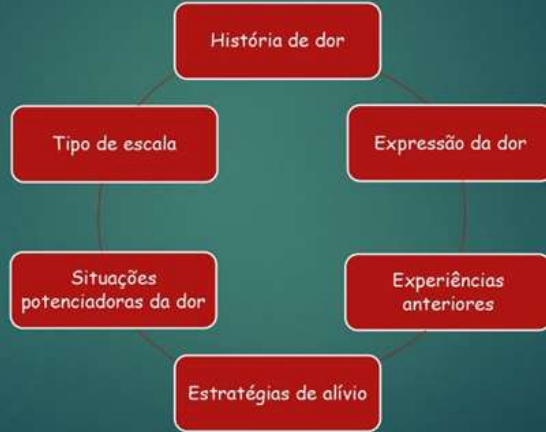 História de dor
Tipo de escala
Expressão da dor
Situações
potenciadoras da dor
Experiências
anteriores
Estratégias de alívio